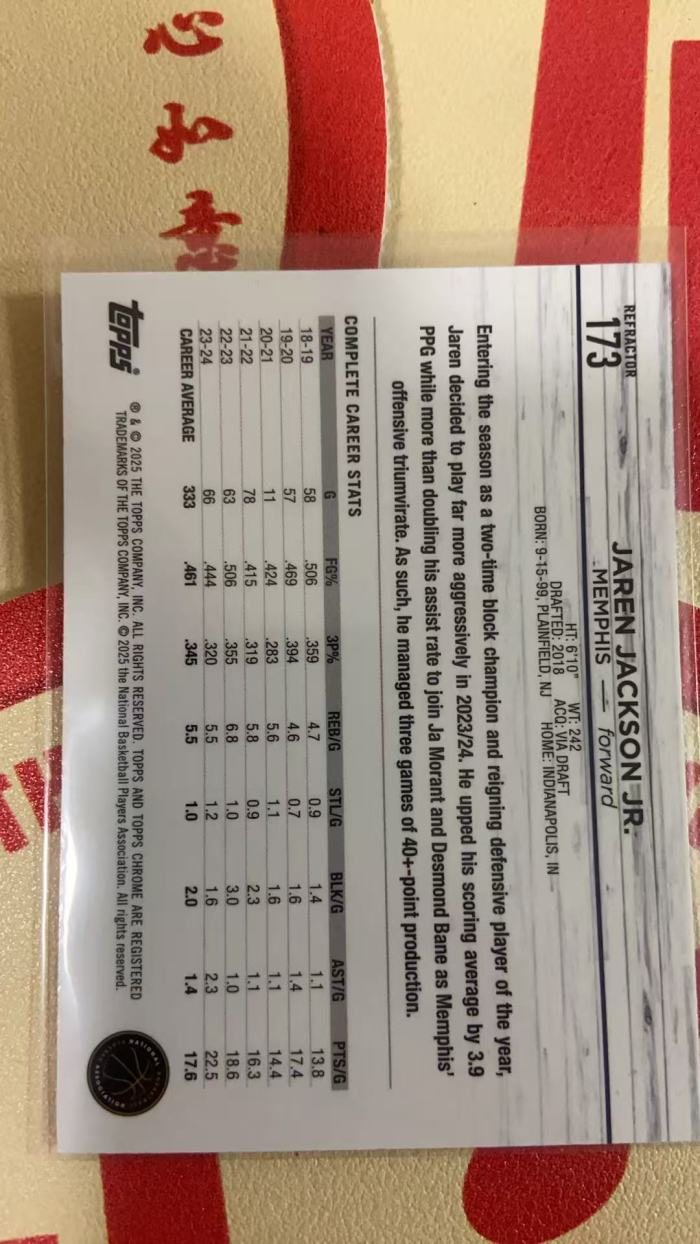 REFRACTOR
173
JAREN JACKSON JR.
MEMPHIS — forward
HT: 6'10" WT: 242
DRAFTED: 2018 ACQ: VIA DRAFT
BORN: 9-15-99, PLAINFIELD, NJ HOME: INDIANAPOLIS, IN
Entering the season as a two-time block champion and reigning defensive player of the year,
Jaren decided to play far more aggressively in 2023/24. He upped his scoring average by 3.9
PPG while more than doubling his assist rate to join Ja Morant and Desmond Bane as Memphis'
offensive triumvirate. As such, he managed three games of 40+-point production.
COMPLETE CAREER STATS
YEAR G FG% 3P% REB/G STL/G BLK/G AST/G PTS/G
18-19 58 .506 .359 4.7 0.9 1.4 1.1 13.8
19-20 57 .469 .394 4.6 0.7 1.6 1.4 17.4
20-21 11 .424 .283 5.6 1.1 1.6 1.1 14.4
21-22 78 .415 .319 5.8 0.9 2.3 1.1 16.3
22-23 63 .506 .355 6.8 1.0 3.0 1.0 18.6
23-24 66 .444 .320 5.5 1.2 1.6 2.3 22.5
CAREER AVERAGE 333 .461 .345 5.5 1.0 2.0 1.4 17.6
topps
® & © 2025 THE TOPPS COMPANY, INC. ALL RIGHTS RESERVED. TOPPS AND TOPPS CHROME ARE REGISTERED
TRADEMARKS OF THE TOPPS COMPANY, INC. © 2025 the National Basketball Players Association. All rights reserved.